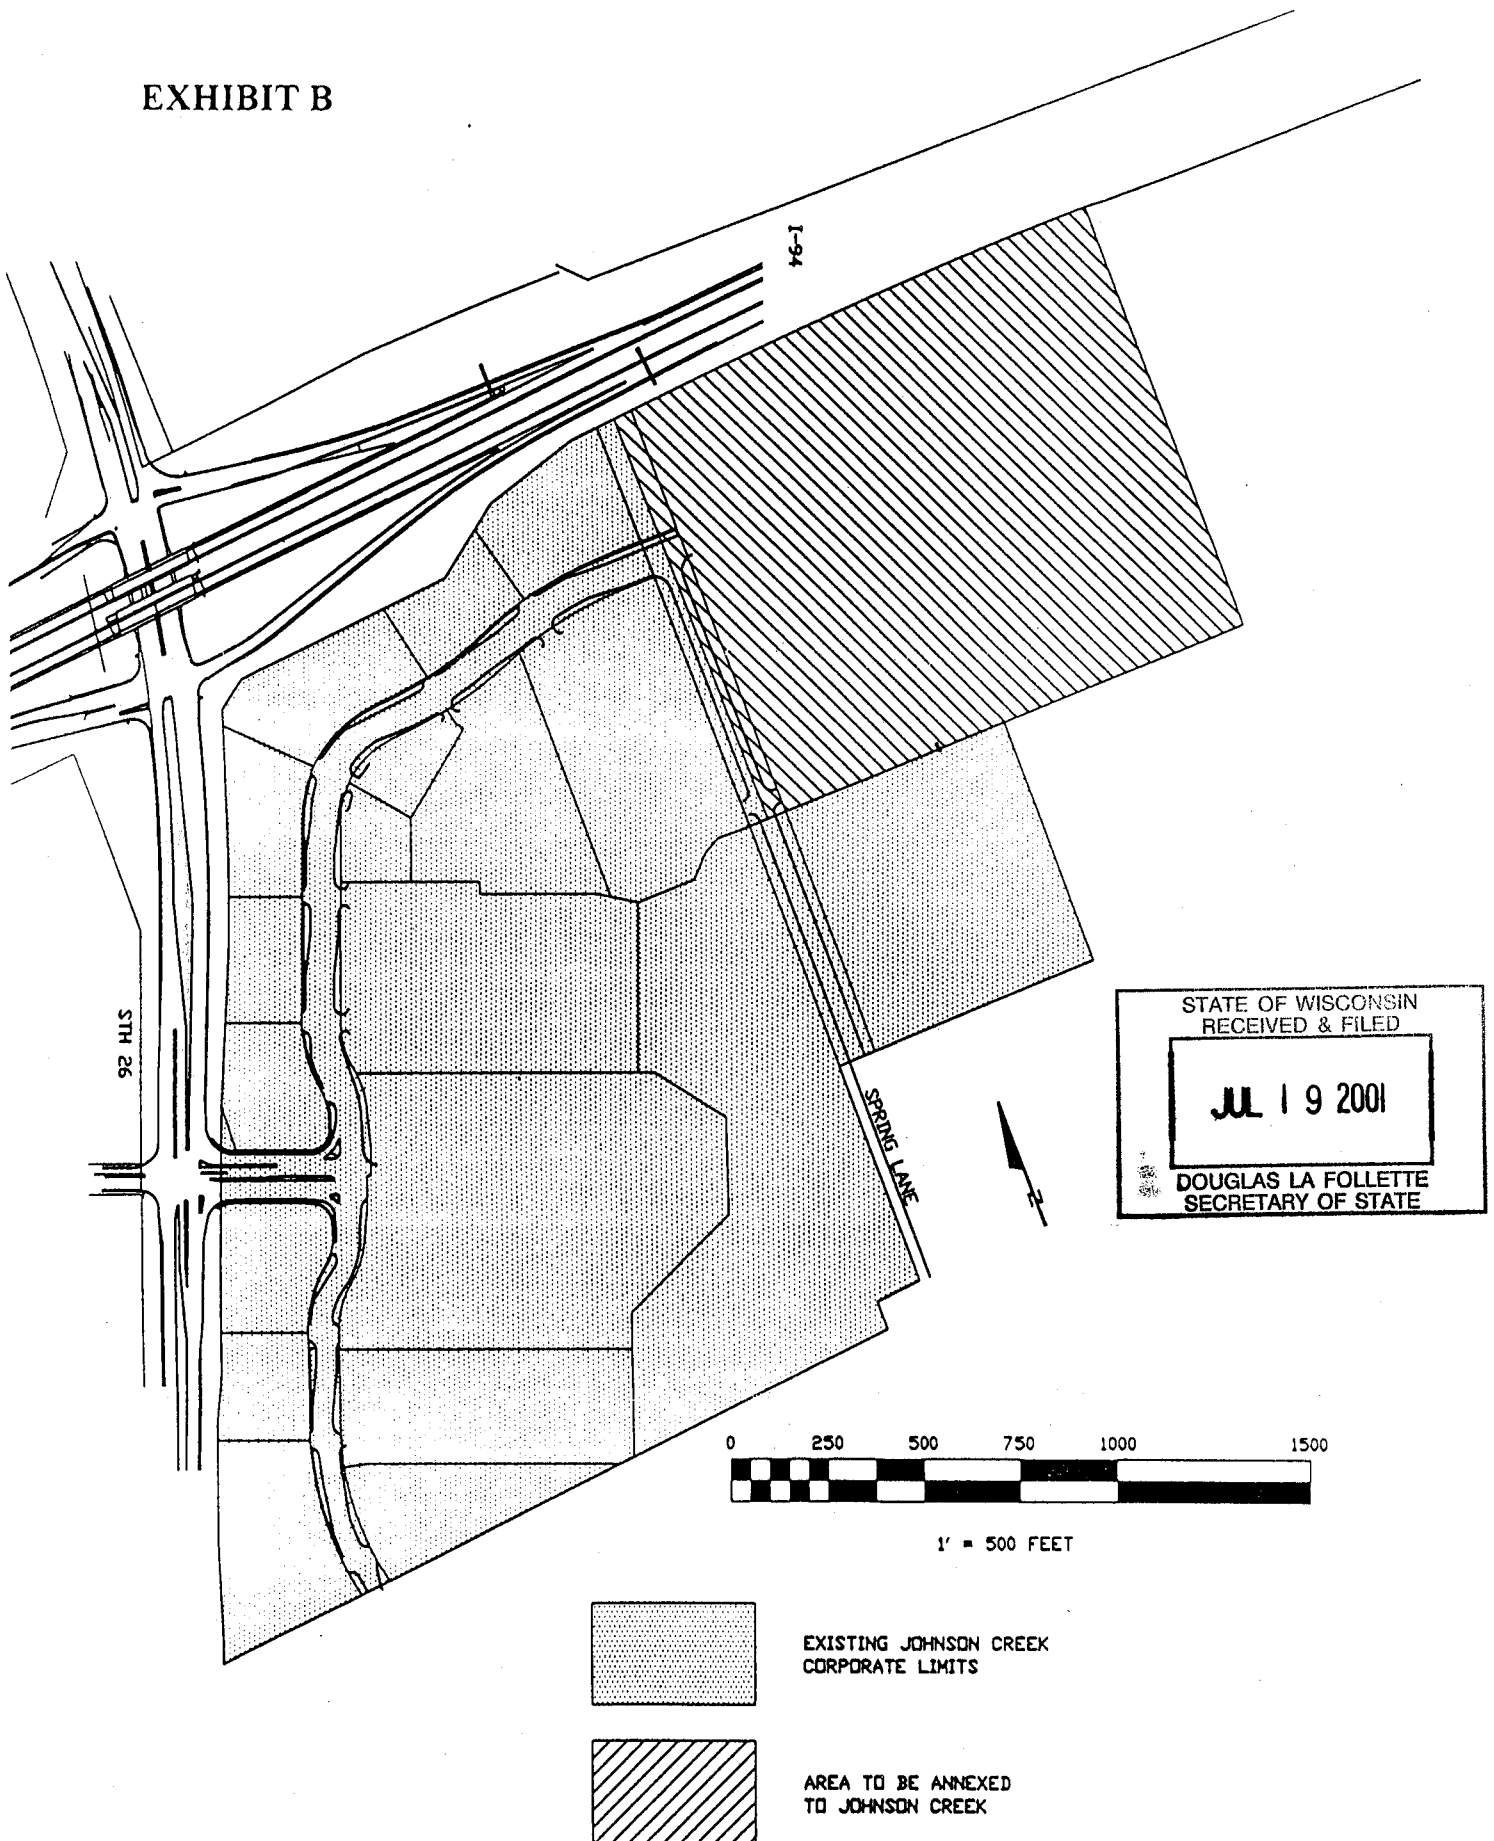 EXHIBIT B
I-94
STH 26
SPRING LANE
N
STATE OF WISCONSIN
RECEIVED & FILED
JUL 19 2001
DOUGLAS LA FOLLETTE
SECRETARY OF STATE
0 250 500 750 1000 1500
1' = 500 FEET
EXISTING JOHNSON CREEK
CORPORATE LIMITS
AREA TO BE ANNEXED
TO JOHNSON CREEK